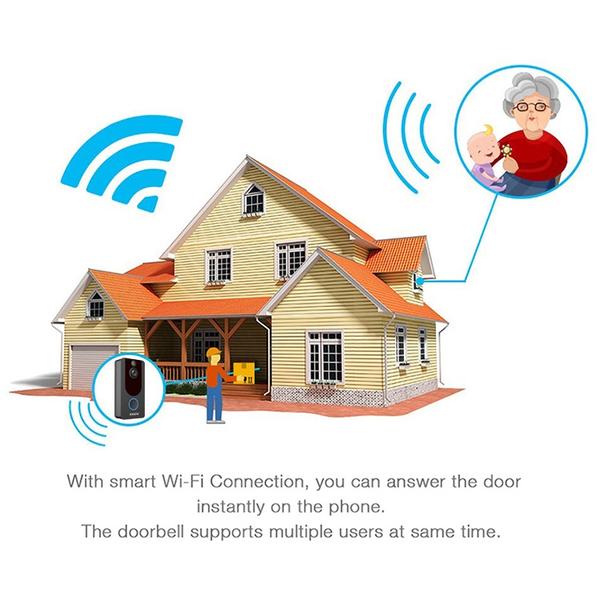 With smart Wi-Fi Connection, you can answer the door
instantly on the phone.
The doorbell supports multiple users at same time.